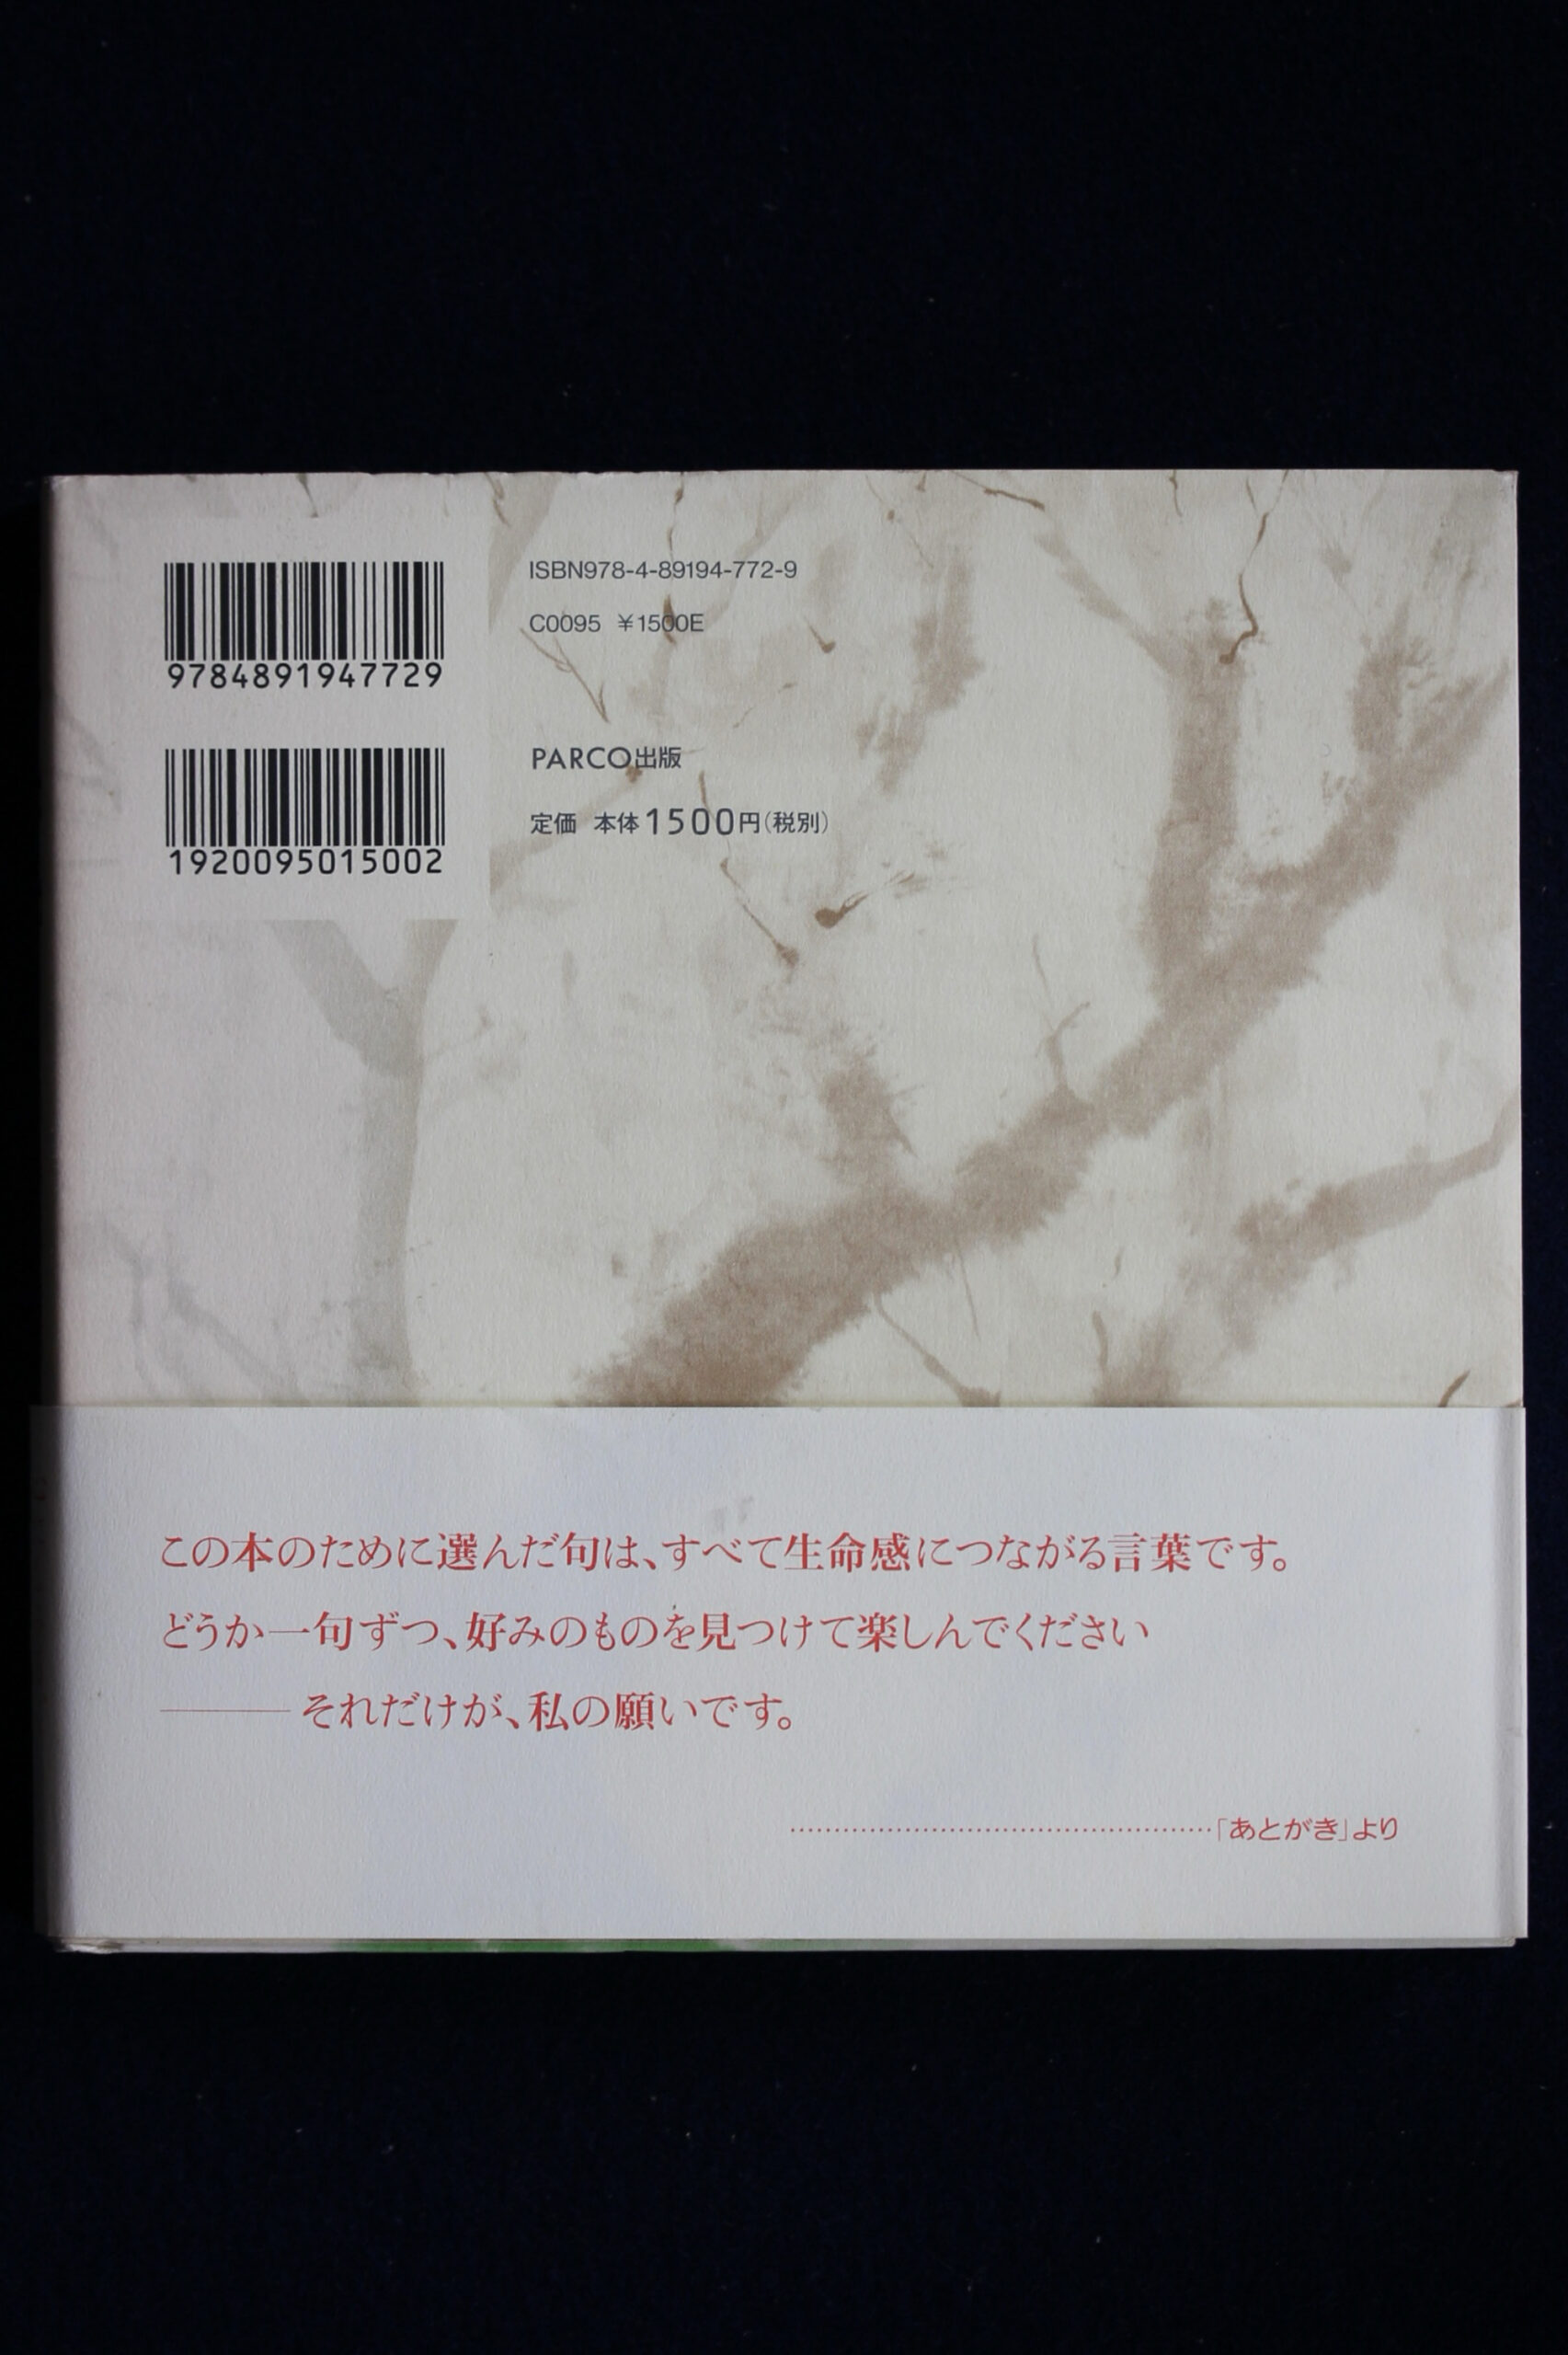 ISBN978-4-89194-772-9
C0095 ¥1500E
9784891947729
PARCO出版
定価 本体1500円(税別)
1920095015002
この本のために選んだ句は、すべて生命感につながる言葉です。
どうか一句ずつ、好みのものを見つけて楽しんでください
――それだけが、私の願いです。
…………………………………「あとがき」より